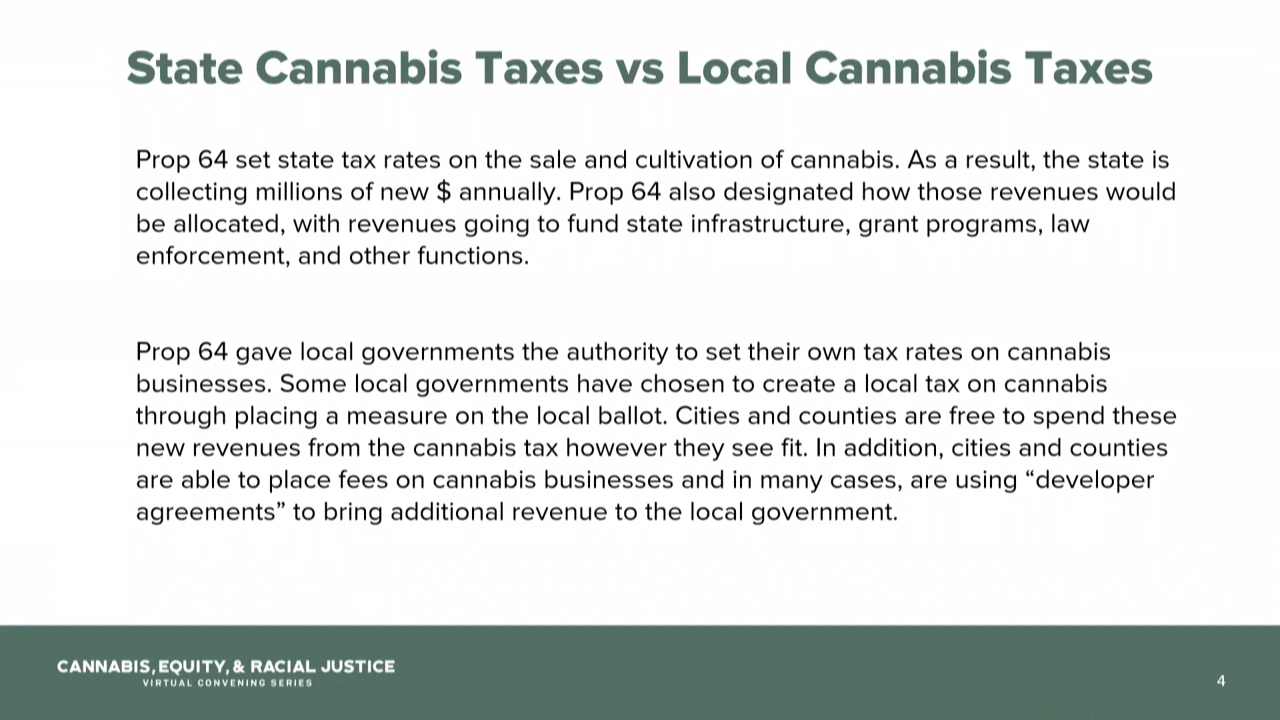 State Cannabis Taxes vs Local Cannabis Taxes
Prop 64 set state tax rates on the sale and cultivation of cannabis. As a result, the state is
collecting millions of new $ annually. Prop 64 also designated how those revenues would
be allocated, with revenues going to fund state infrastructure, grant programs, law
enforcement, and other functions.
Prop 64 gave local governments the authority to set their own tax rates on cannabis
businesses. Some local governments have chosen to create a local tax on cannabis
through placing a measure on the local ballot. Cities and counties are free to spend these
new revenues from the cannabis tax however they see fit. In addition, cities and counties
are able to place fees on cannabis businesses and in many cases, are using “developer
agreements” to bring additional revenue to the local government.
CANNABIS, EQUITY, & RACIAL JUSTICE
VIRTUAL CONVENING SERIES
4